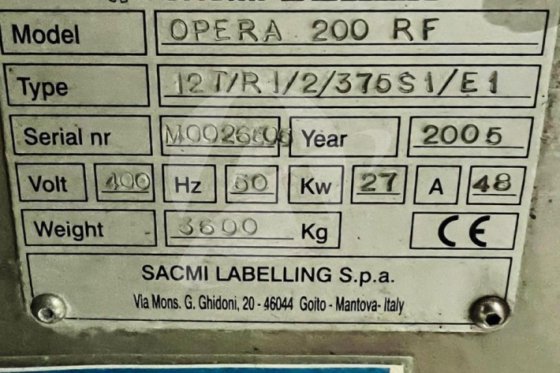 Model OPERA 200 RF
Type 12T/R1/2/375S1/E1
Serial nr Year 2005
Volt 400 Hz 50 Kw 27 A 48
Weight 3600 Kg CE
SACMI LABELLING S.p.a.
Via Mons. G. Ghidoni, 20 - 46044 Goito - Mantova- Italy